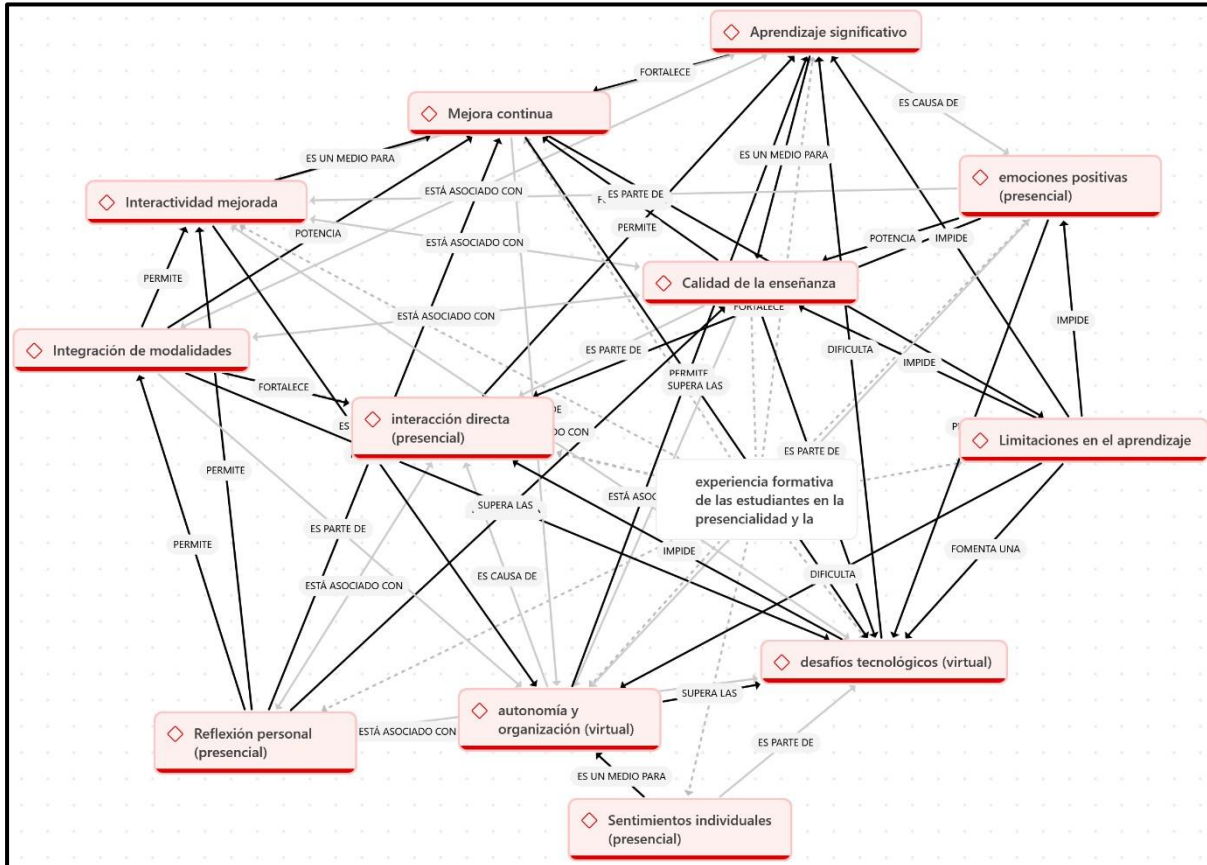 Aprendizaje significativo
FORTALECE
Mejora continua
ES CAUSA DE
ES UN MEDIO PARA
ES UN MEDIO PARA
emociones positivas
(presencial)
ESTÁ ASOCIADO CON
ES PARTE DE
Interactividad mejorada
PERMITE
POTENCIA
ESTÁ ASOCIADO CON
POTENCIA
IMPIDE
PERMITE
Calidad de la enseñanza
FORTALECE
ESTÁ ASOCIADO CON
IMPIDE
Integración de modalidades
ES PARTE DE
DIFICULTA
IMPIDE
PERMITE
SUPERA LAS
FORTALECE
interacción directa
(presencial)
DE
CON
Limitaciones en el aprendizaje
ES PARTE DE
PERMITE
experiencia formativa
de las estudiantes en la
presencialidad y la
SUPERA LAS
ESTÁ
ES PARTE DE
PERMITE
IMPIDE
FOMENTA UNA
ES CAUSA DE
DIFICULTA
ESTÁ ASOCIADO CON
desafíos tecnológicos (virtual)
SUPERA LAS
autonomía y
organización (virtual)
Reflexión personal
(presencial)
ESTÁ ASOCIADO CON
ES PARTE DE
ES UN MEDIO PARA
Sentimientos individuales
(presencial)